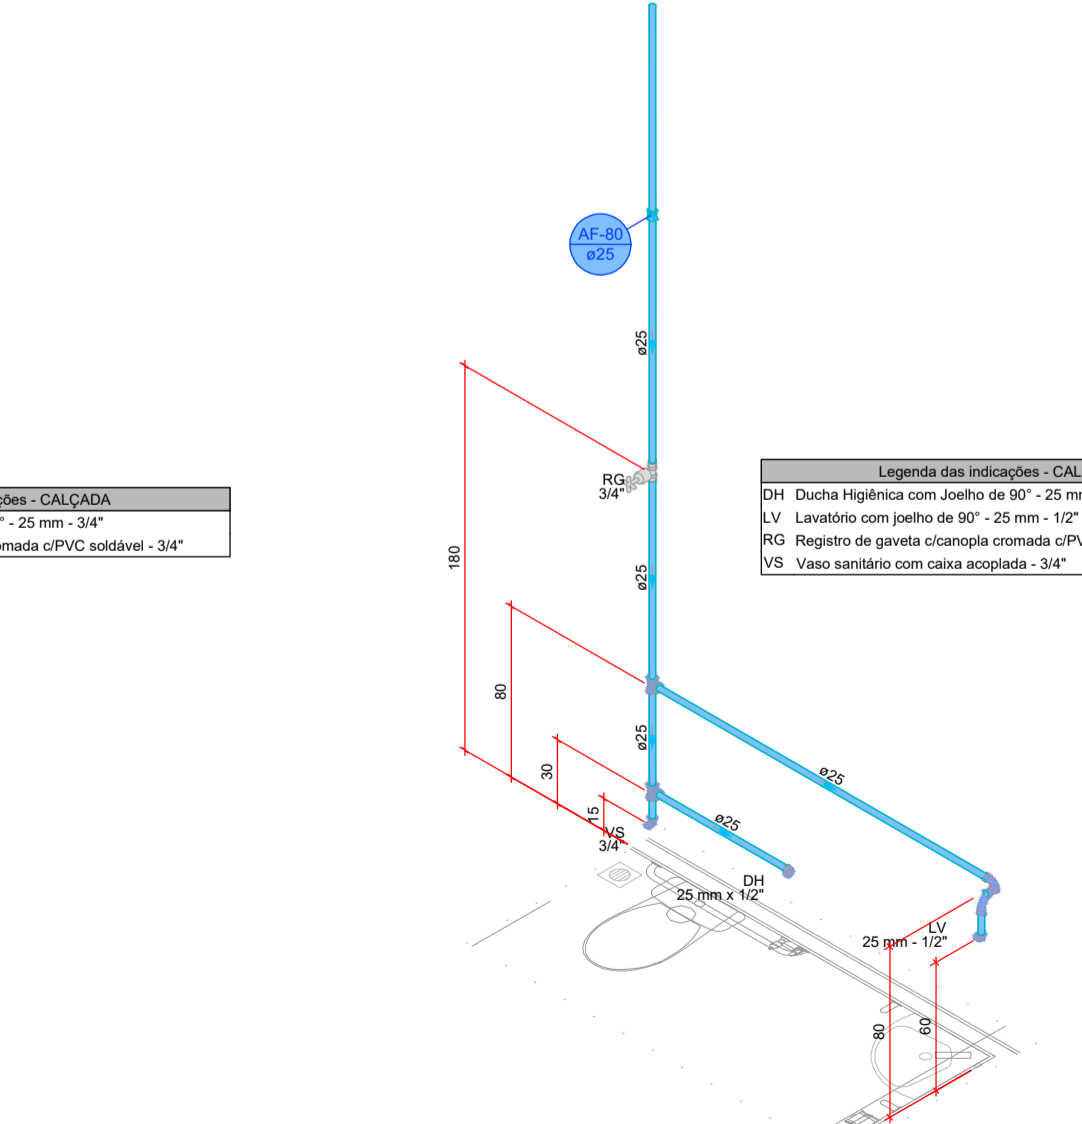 AF-80
ø25
ø25
RG
3/4"
180
ções - CALÇADA
° - 25 mm - 3/4"
omada c/PVC soldável - 3/4"
Legenda das indicações - CAL
DH Ducha Higiênica com Joelho de 90° - 25 mm
LV Lavatório com joelho de 90° - 25 mm - 1/2"
RG Registro de gaveta c/canopla cromada c/PV
VS Vaso sanitário com caixa acoplada - 3/4"
ø25
80
ø25
30
ø25
15
VS
3/4"
ø25
DH
25 mm x 1/2"
LV
25 mm - 1/2"
80
60